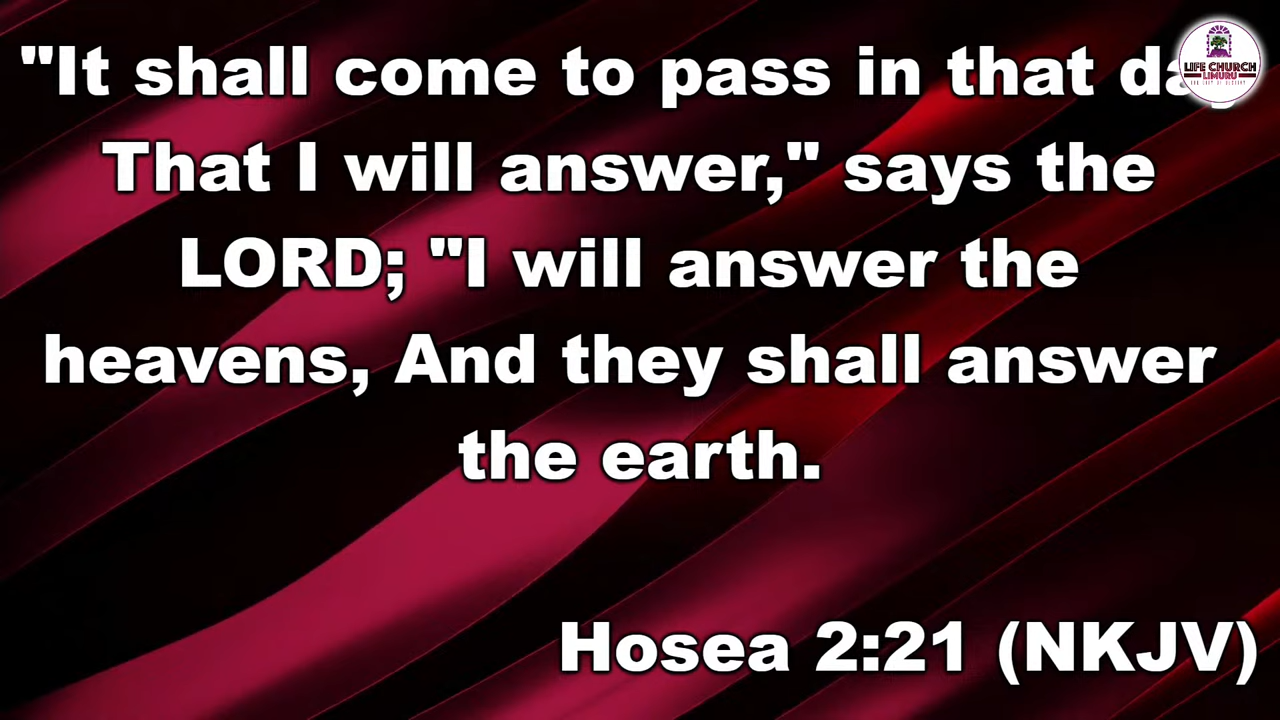 "It shall come to pass in that
That I will answer," says the
LORD; "I will answer the
heavens, And they shall answer
the earth.
Hosea 2:21 (NKJV)
LIFE CHURCH
LIMURU